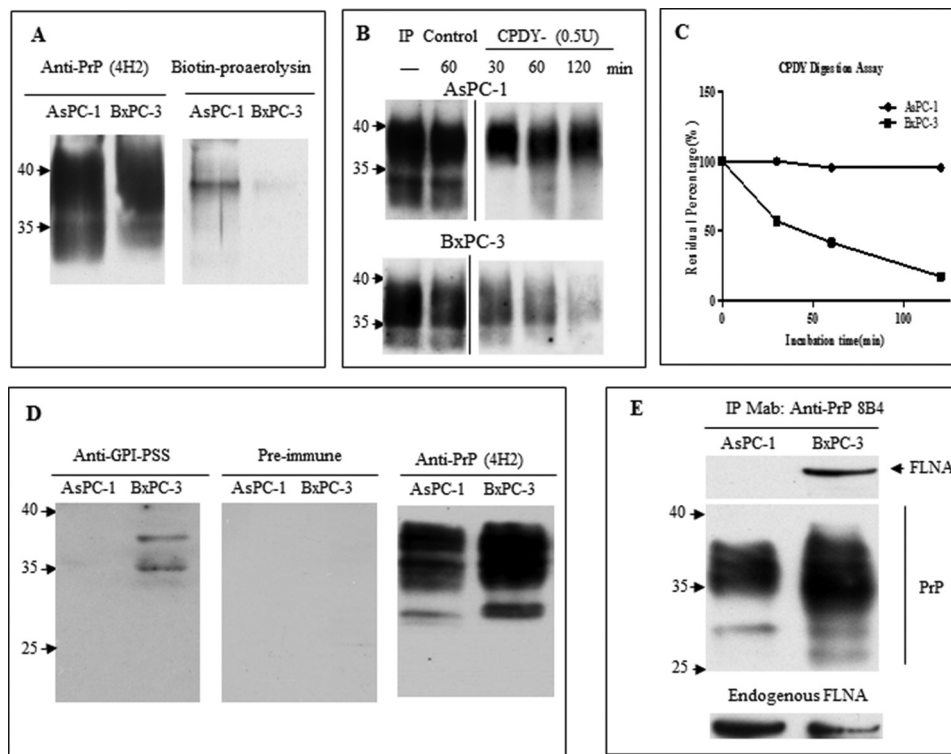 A
Anti-PrP (4H2)
Biotin-proaerolysin
AsPC-1 BxPC-3
AsPC-1 BxPC-3
40
35
B
IP Control CPDY- (0.5U)
— 60 30 60 120 min
AsPC-1
40
35
BxPC-3
40
35
C
CPDY Digestion Assay
AsPC-1
BxPC-3
Residual Percentage(%)
150
100
50
0
0 50 100
Incubation time(min)
D
Anti-GPI-PSS
Pre-immune
Anti-PrP (4H2)
AsPC-1 BxPC-3
AsPC-1 BxPC-3
AsPC-1 BxPC-3
40
35
25
E
IP Mab: Anti-PrP 8B4
AsPC-1 BxPC-3
FLNA
40
35
25
PrP
Endogenous FLNA